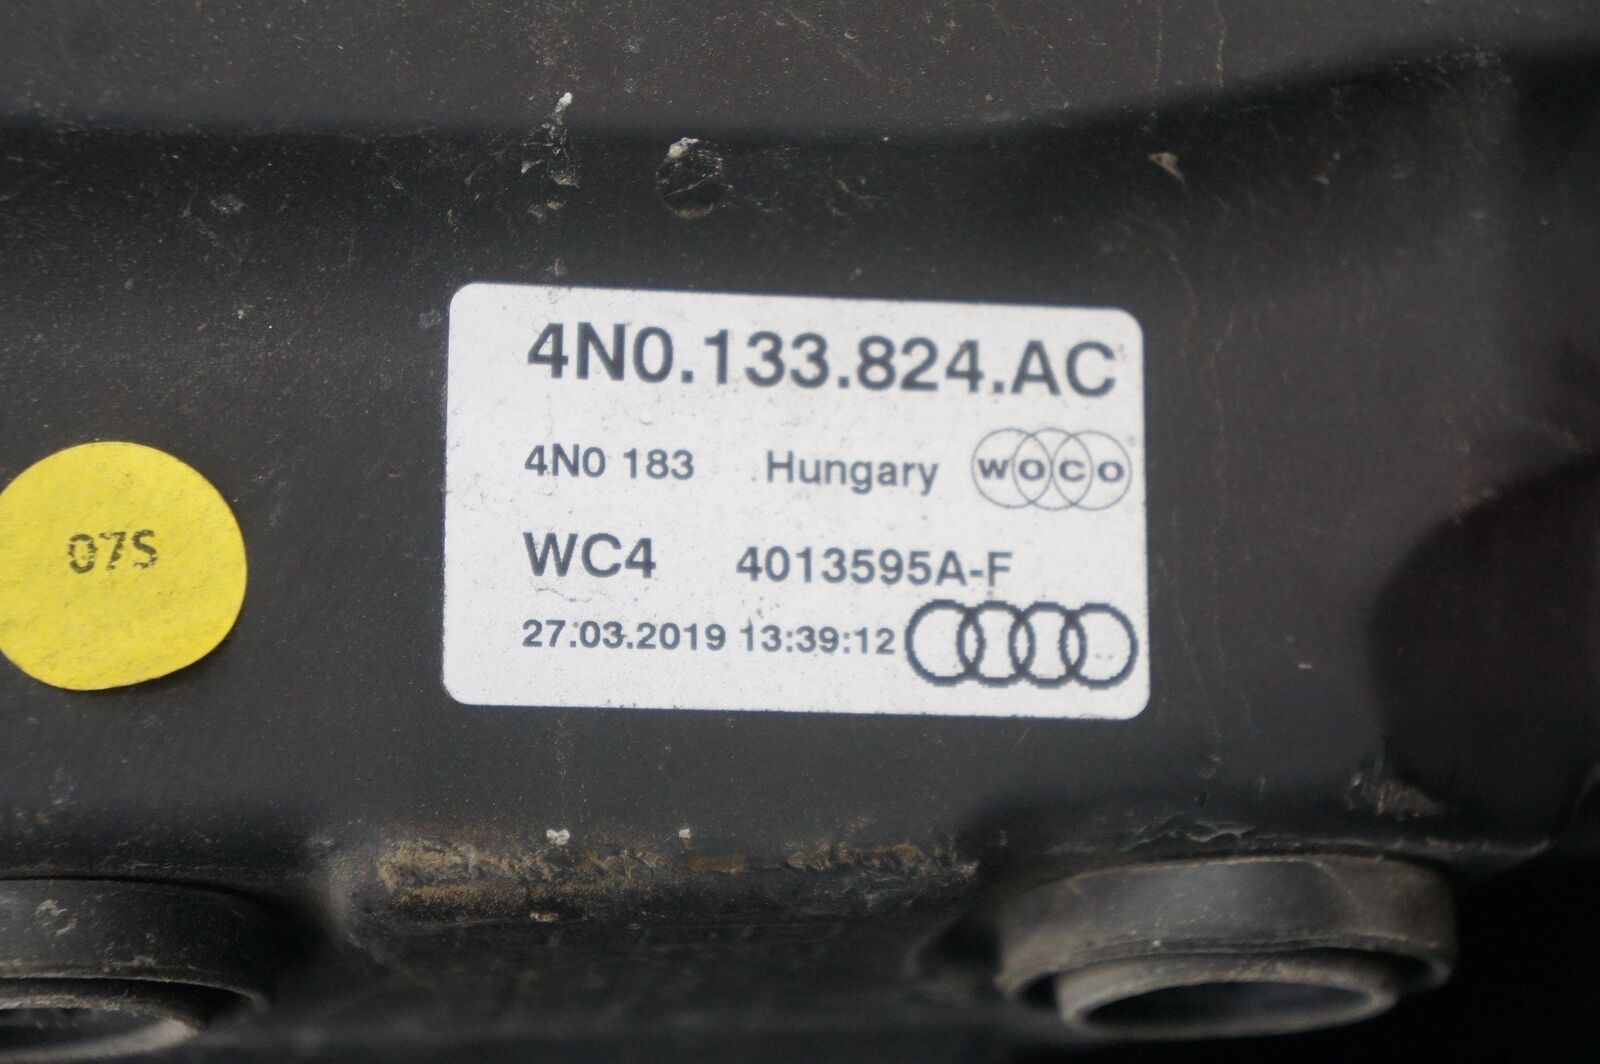 4N0.133.824.AC
4N0 183 Hungary WOCO®
WC4 4013595A-F
27.03.2019 13:39:12
07S